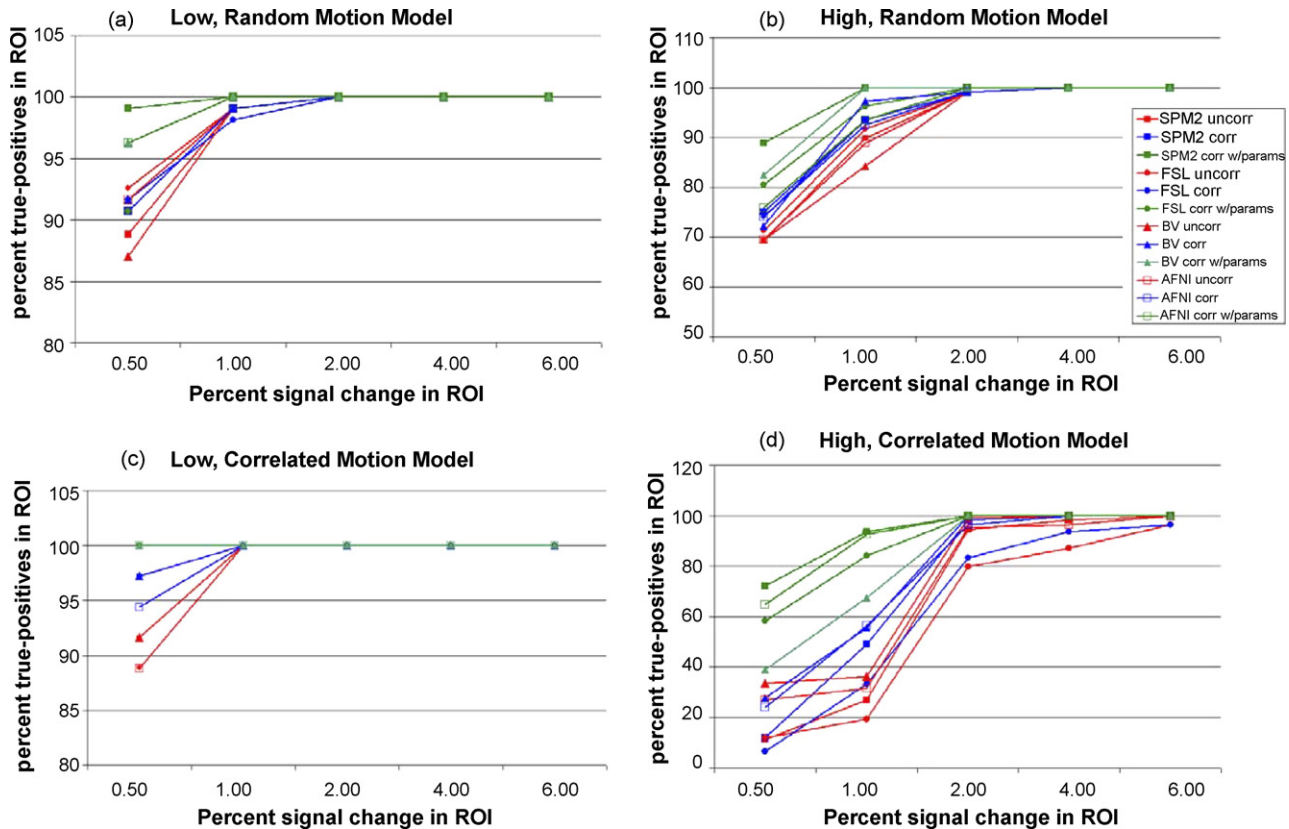 (a) Low, Random Motion Model
percent true-positives in ROI
105
100
95
90
85
80
0.50 1.00 2.00 4.00 6.00
Percent signal change in ROI
(b) High, Random Motion Model
percent true-positives in ROI
110
100
90
80
70
60
50
0.50 1.00 2.00 4.00 6.00
Percent signal change in ROI
SPM2 uncorr
SPM2 corr
SPM2 corr w/params
FSL uncorr
FSL corr
FSL corr w/params
BV uncorr
BV corr
BV corr w/params
AFNI uncorr
AFNI corr
AFNI corr w/params
(c) Low, Correlated Motion Model
percent true-positives in ROI
105
100
95
90
85
80
0.50 1.00 2.00 4.00 6.00
Percent signal change in ROI
(d) High, Correlated Motion Model
percent true-positives in ROI
120
100
80
60
40
20
0
0.50 1.00 2.00 4.00 6.00
Percent signal change in ROI